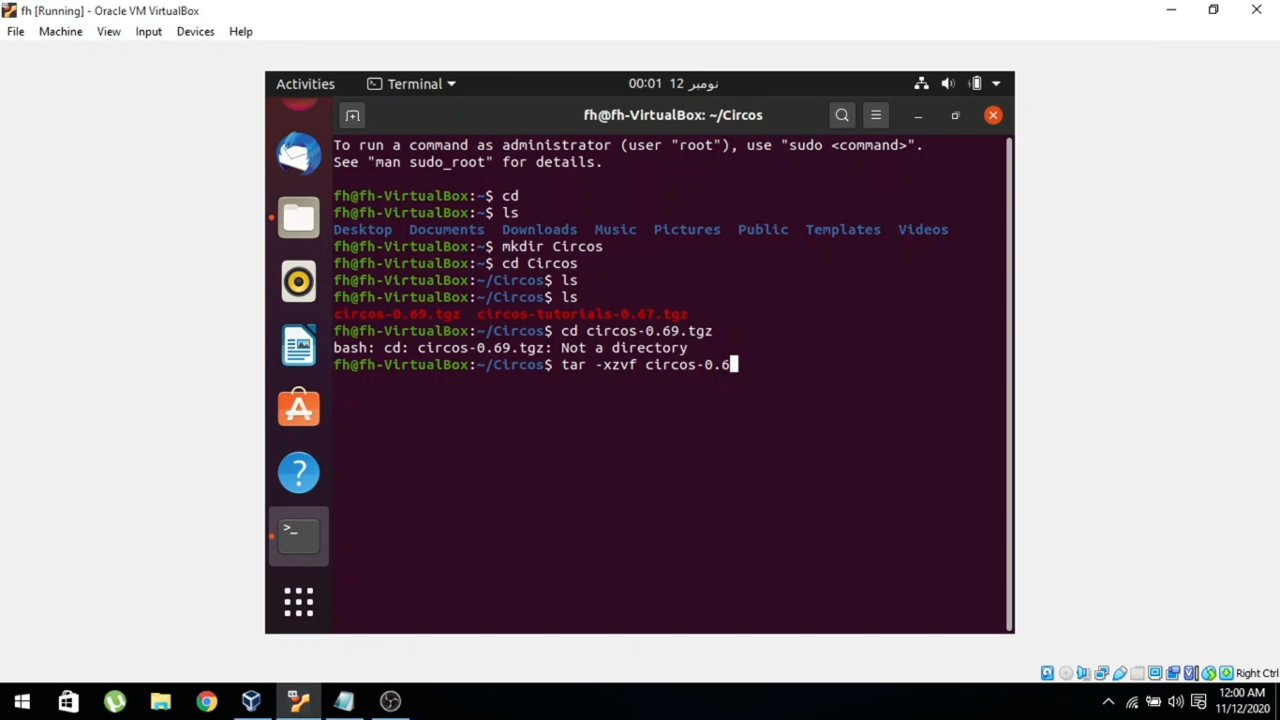 fh [Running] - Oracle VM VirtualBox
File Machine View Input Devices Help
Activities Terminal 00:01 12 نومبر
fh@fh-VirtualBox: ~/Circos
To run a command as administrator (user "root"), use "sudo <command>".
See "man sudo_root" for details.
fh@fh-VirtualBox:~$ cd
fh@fh-VirtualBox:~$ ls
Desktop Documents Downloads Music Pictures Public Templates Videos
fh@fh-VirtualBox:~$ mkdir Circos
fh@fh-VirtualBox:~$ cd Circos
fh@fh-VirtualBox:~/Circos$ ls
fh@fh-VirtualBox:~/Circos$ ls
circos-0.69.tgz circos-tutorials-0.67.tgz
fh@fh-VirtualBox:~/Circos$ cd circos-0.69.tgz
bash: cd: circos-0.69.tgz: Not a directory
fh@fh-VirtualBox:~/Circos$ tar -xzvf circos-0.6
Right Ctrl
12:00 AM
11/12/2020